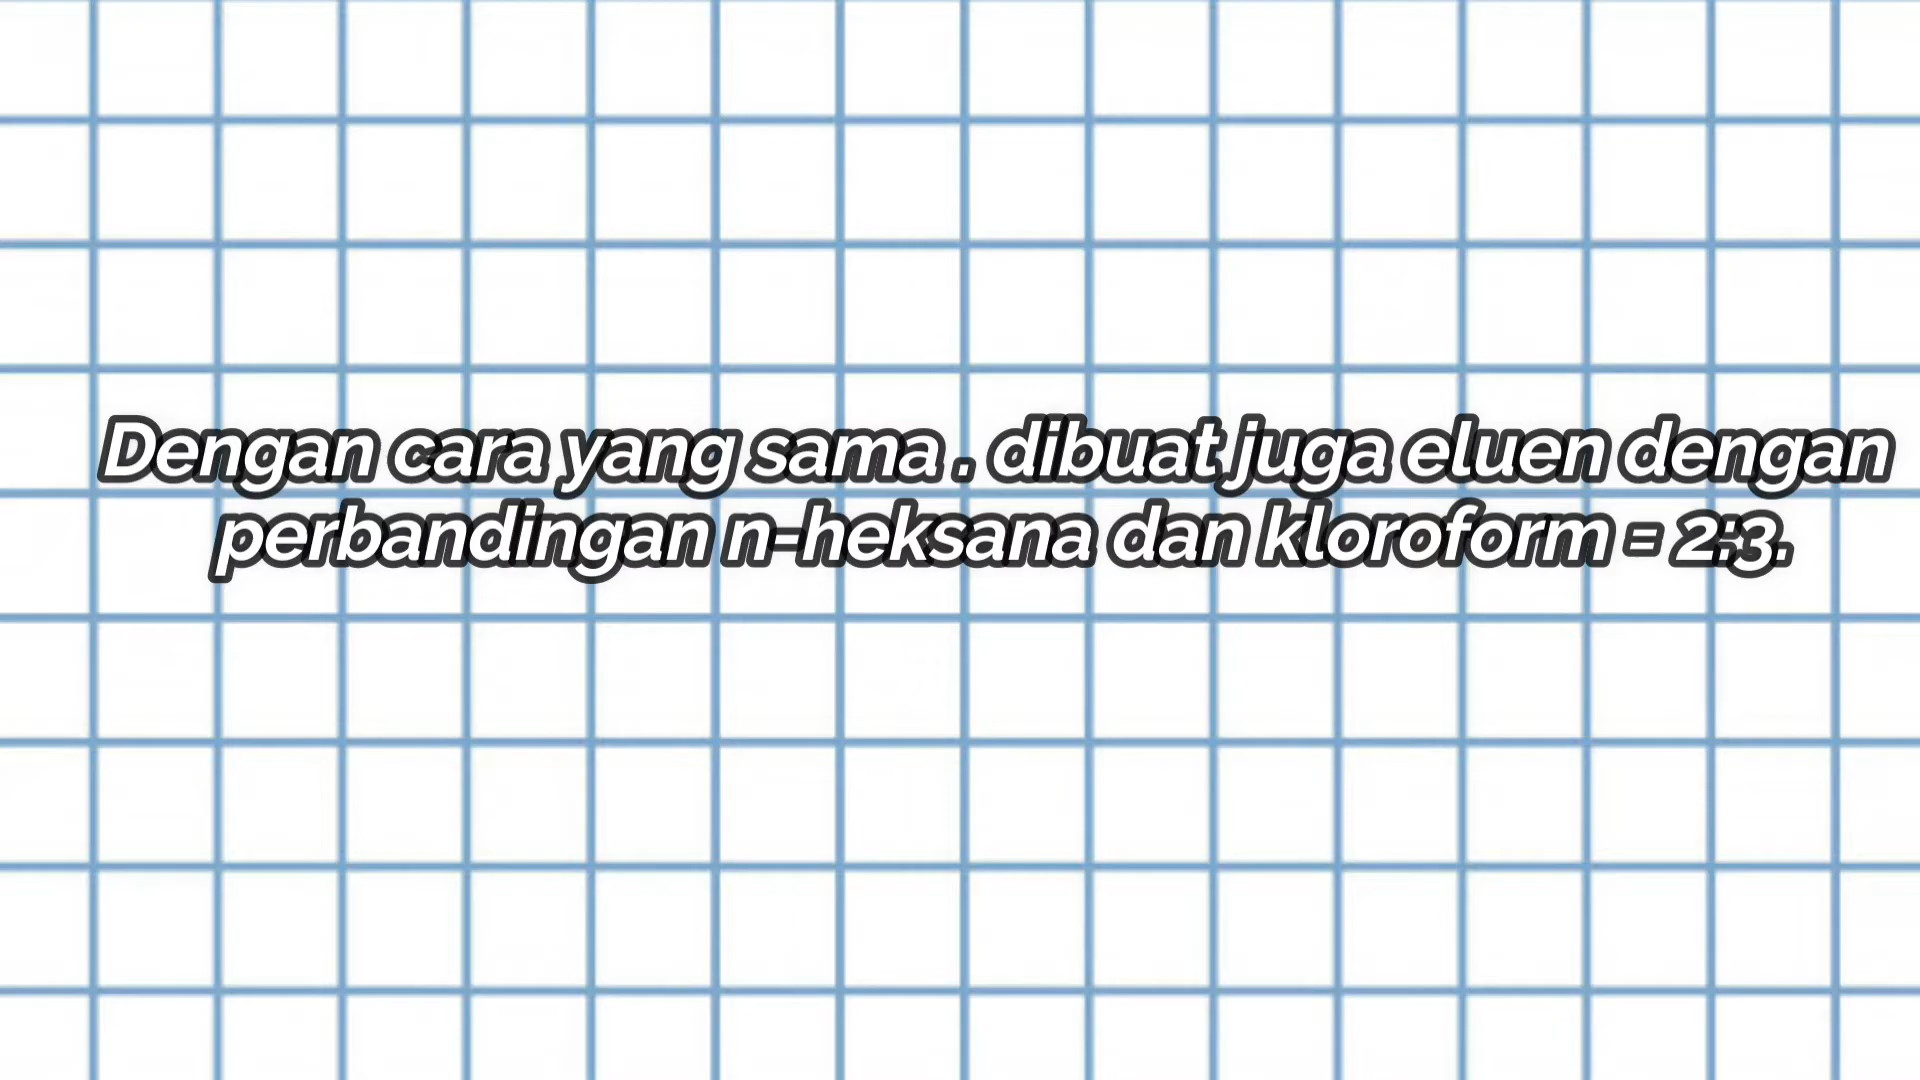 Dengan cara yang sama . dibuat juga eluen dengan
perbandingan n-heksana dan kloroform = 2:3.